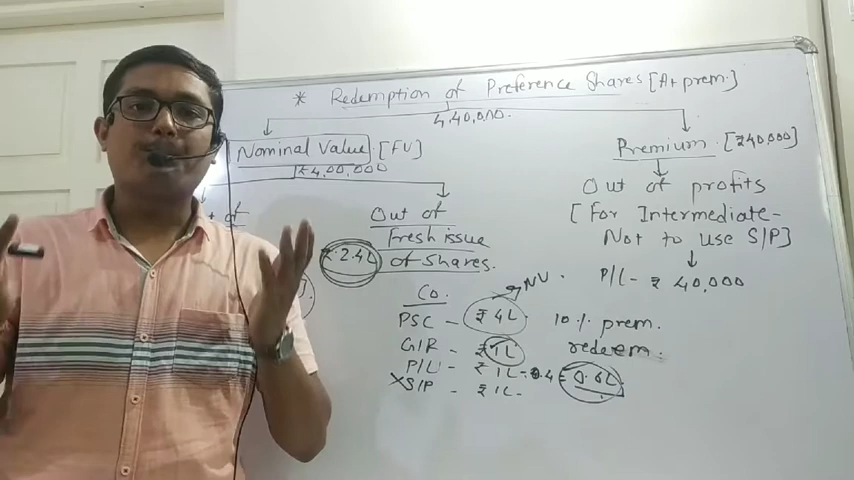 * Redemption of Preference Shares [At prem.]
4,40,000.
Nominal Value [FV]
₹4,00,000
Premium [₹40,000]
of
Out of
Fresh issue
of shares.
₹.2.4L
Out of profits
[For Intermediate-
Not to use S/P]
P/L- ₹ 40,000
Co.
NV.
PSC - ₹4L 10% prem.
redeem.
G/R - ₹1L
P/L - ₹1L-0.4 = 0.6L
XS/P - ₹1L-